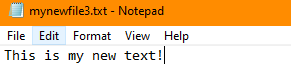 mynewfile3.txt - Notepad
File Edit Format View Help
This is my new text!